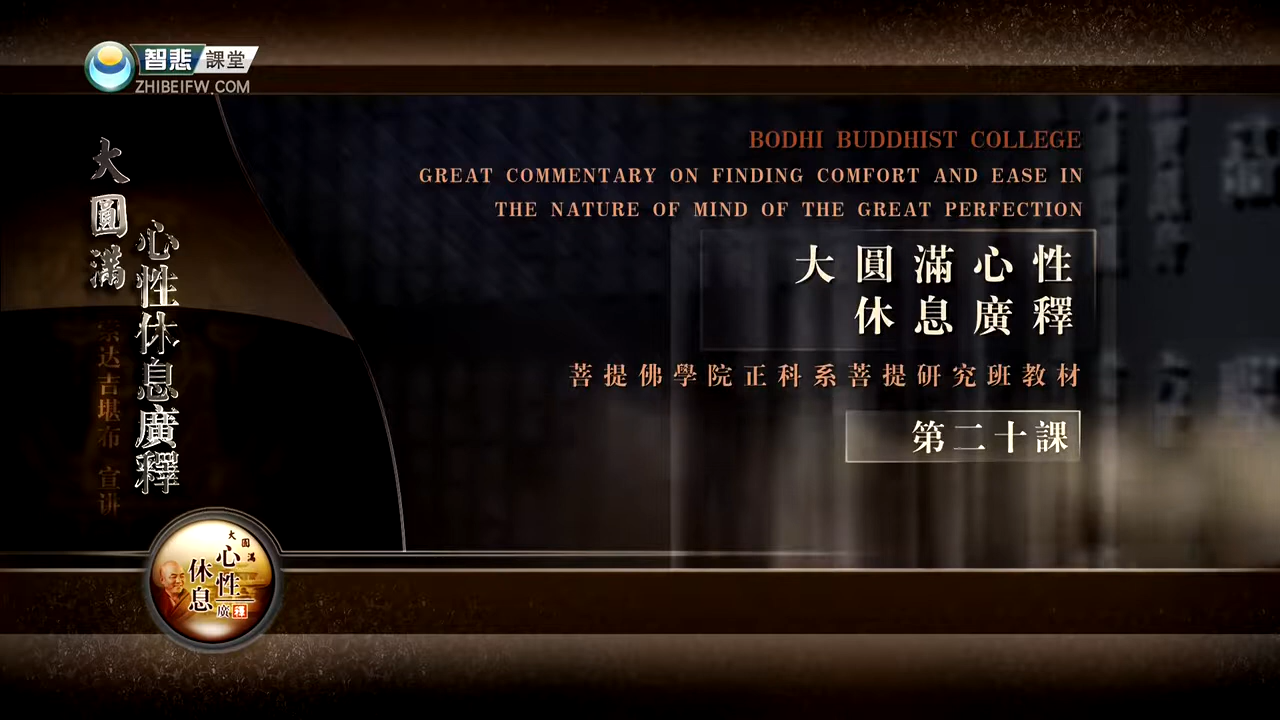 智悲課堂
ZHIBEIFW.COM
大圓滿
心性休息廣釋
宗达吉堪布 宣讲
BODHI BUDDHIST COLLEGE
GREAT COMMENTARY ON FINDING COMFORT AND EASE IN
THE NATURE OF MIND OF THE GREAT PERFECTION
大圓滿心性
休息廣釋
菩提佛學院正科系菩提研究班教材
第二十課
大圓滿
心性
休息
廣釋